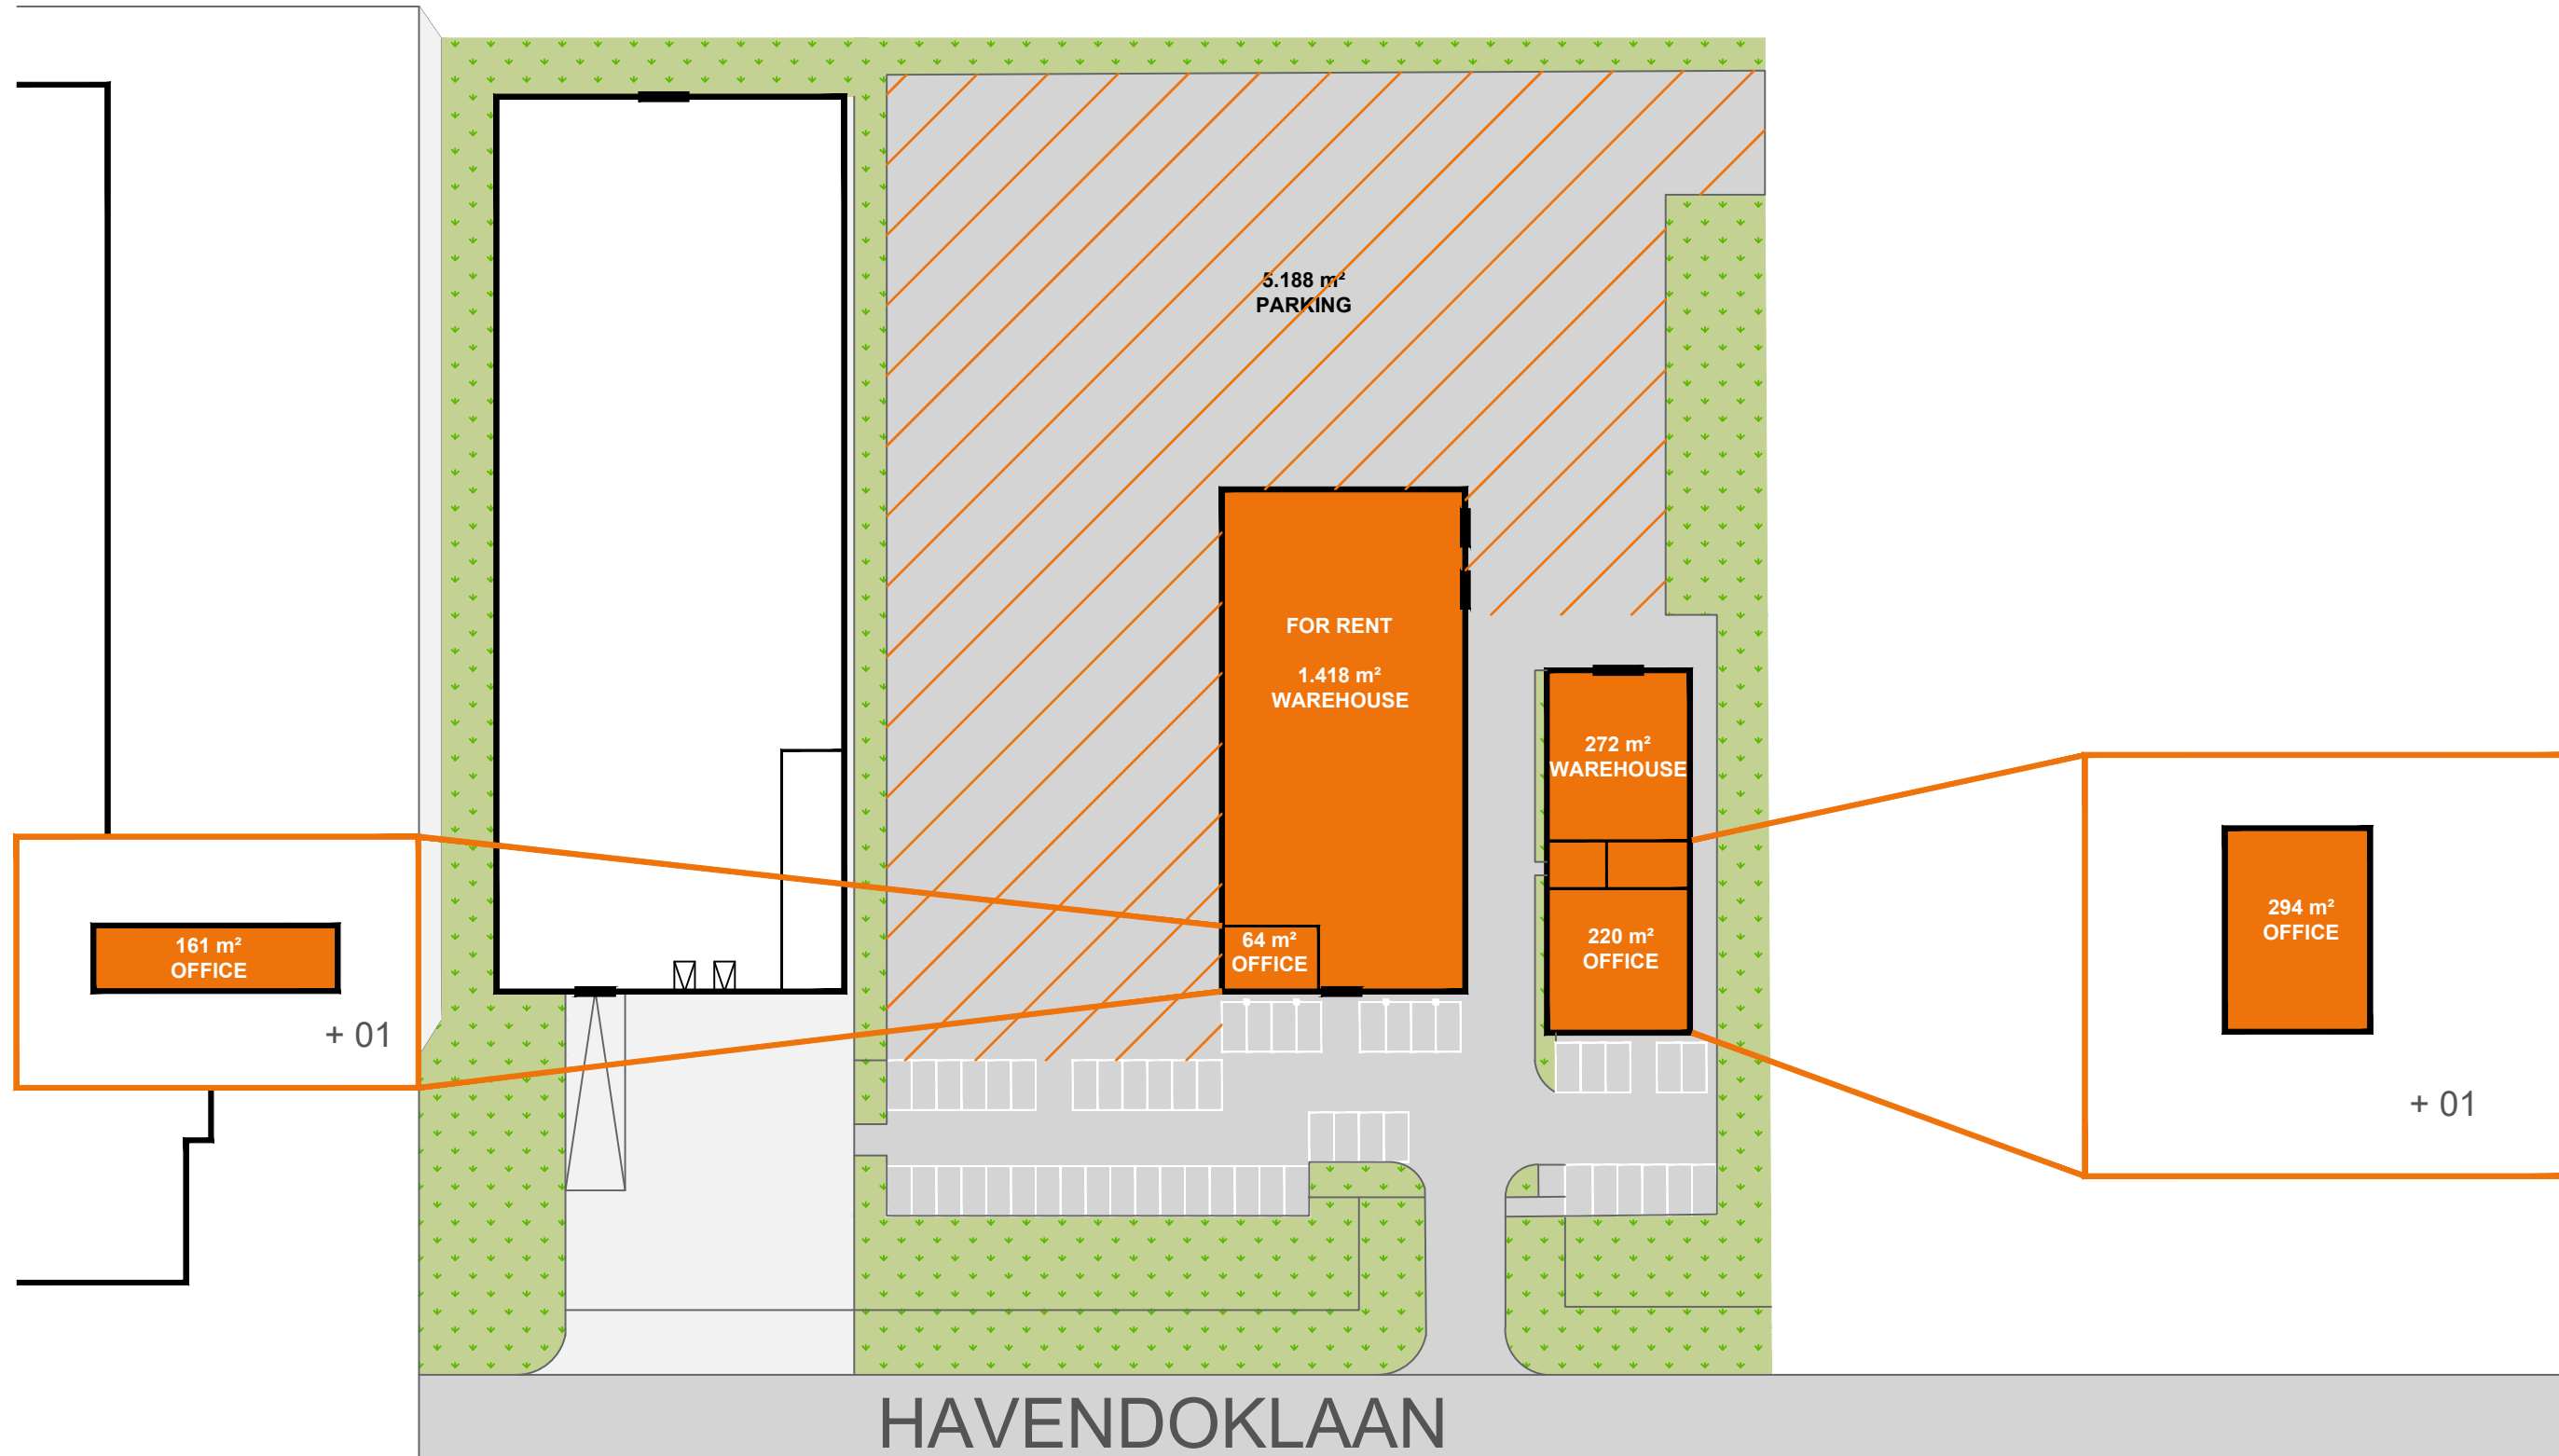 5.188 m²
PARKING
FOR RENT
1.418 m²
WAREHOUSE
272 m²
WAREHOUSE
294 m²
OFFICE
161 m²
OFFICE
64 m²
OFFICE
220 m²
OFFICE
+ 01
+ 01
HAVENDOKLAAN